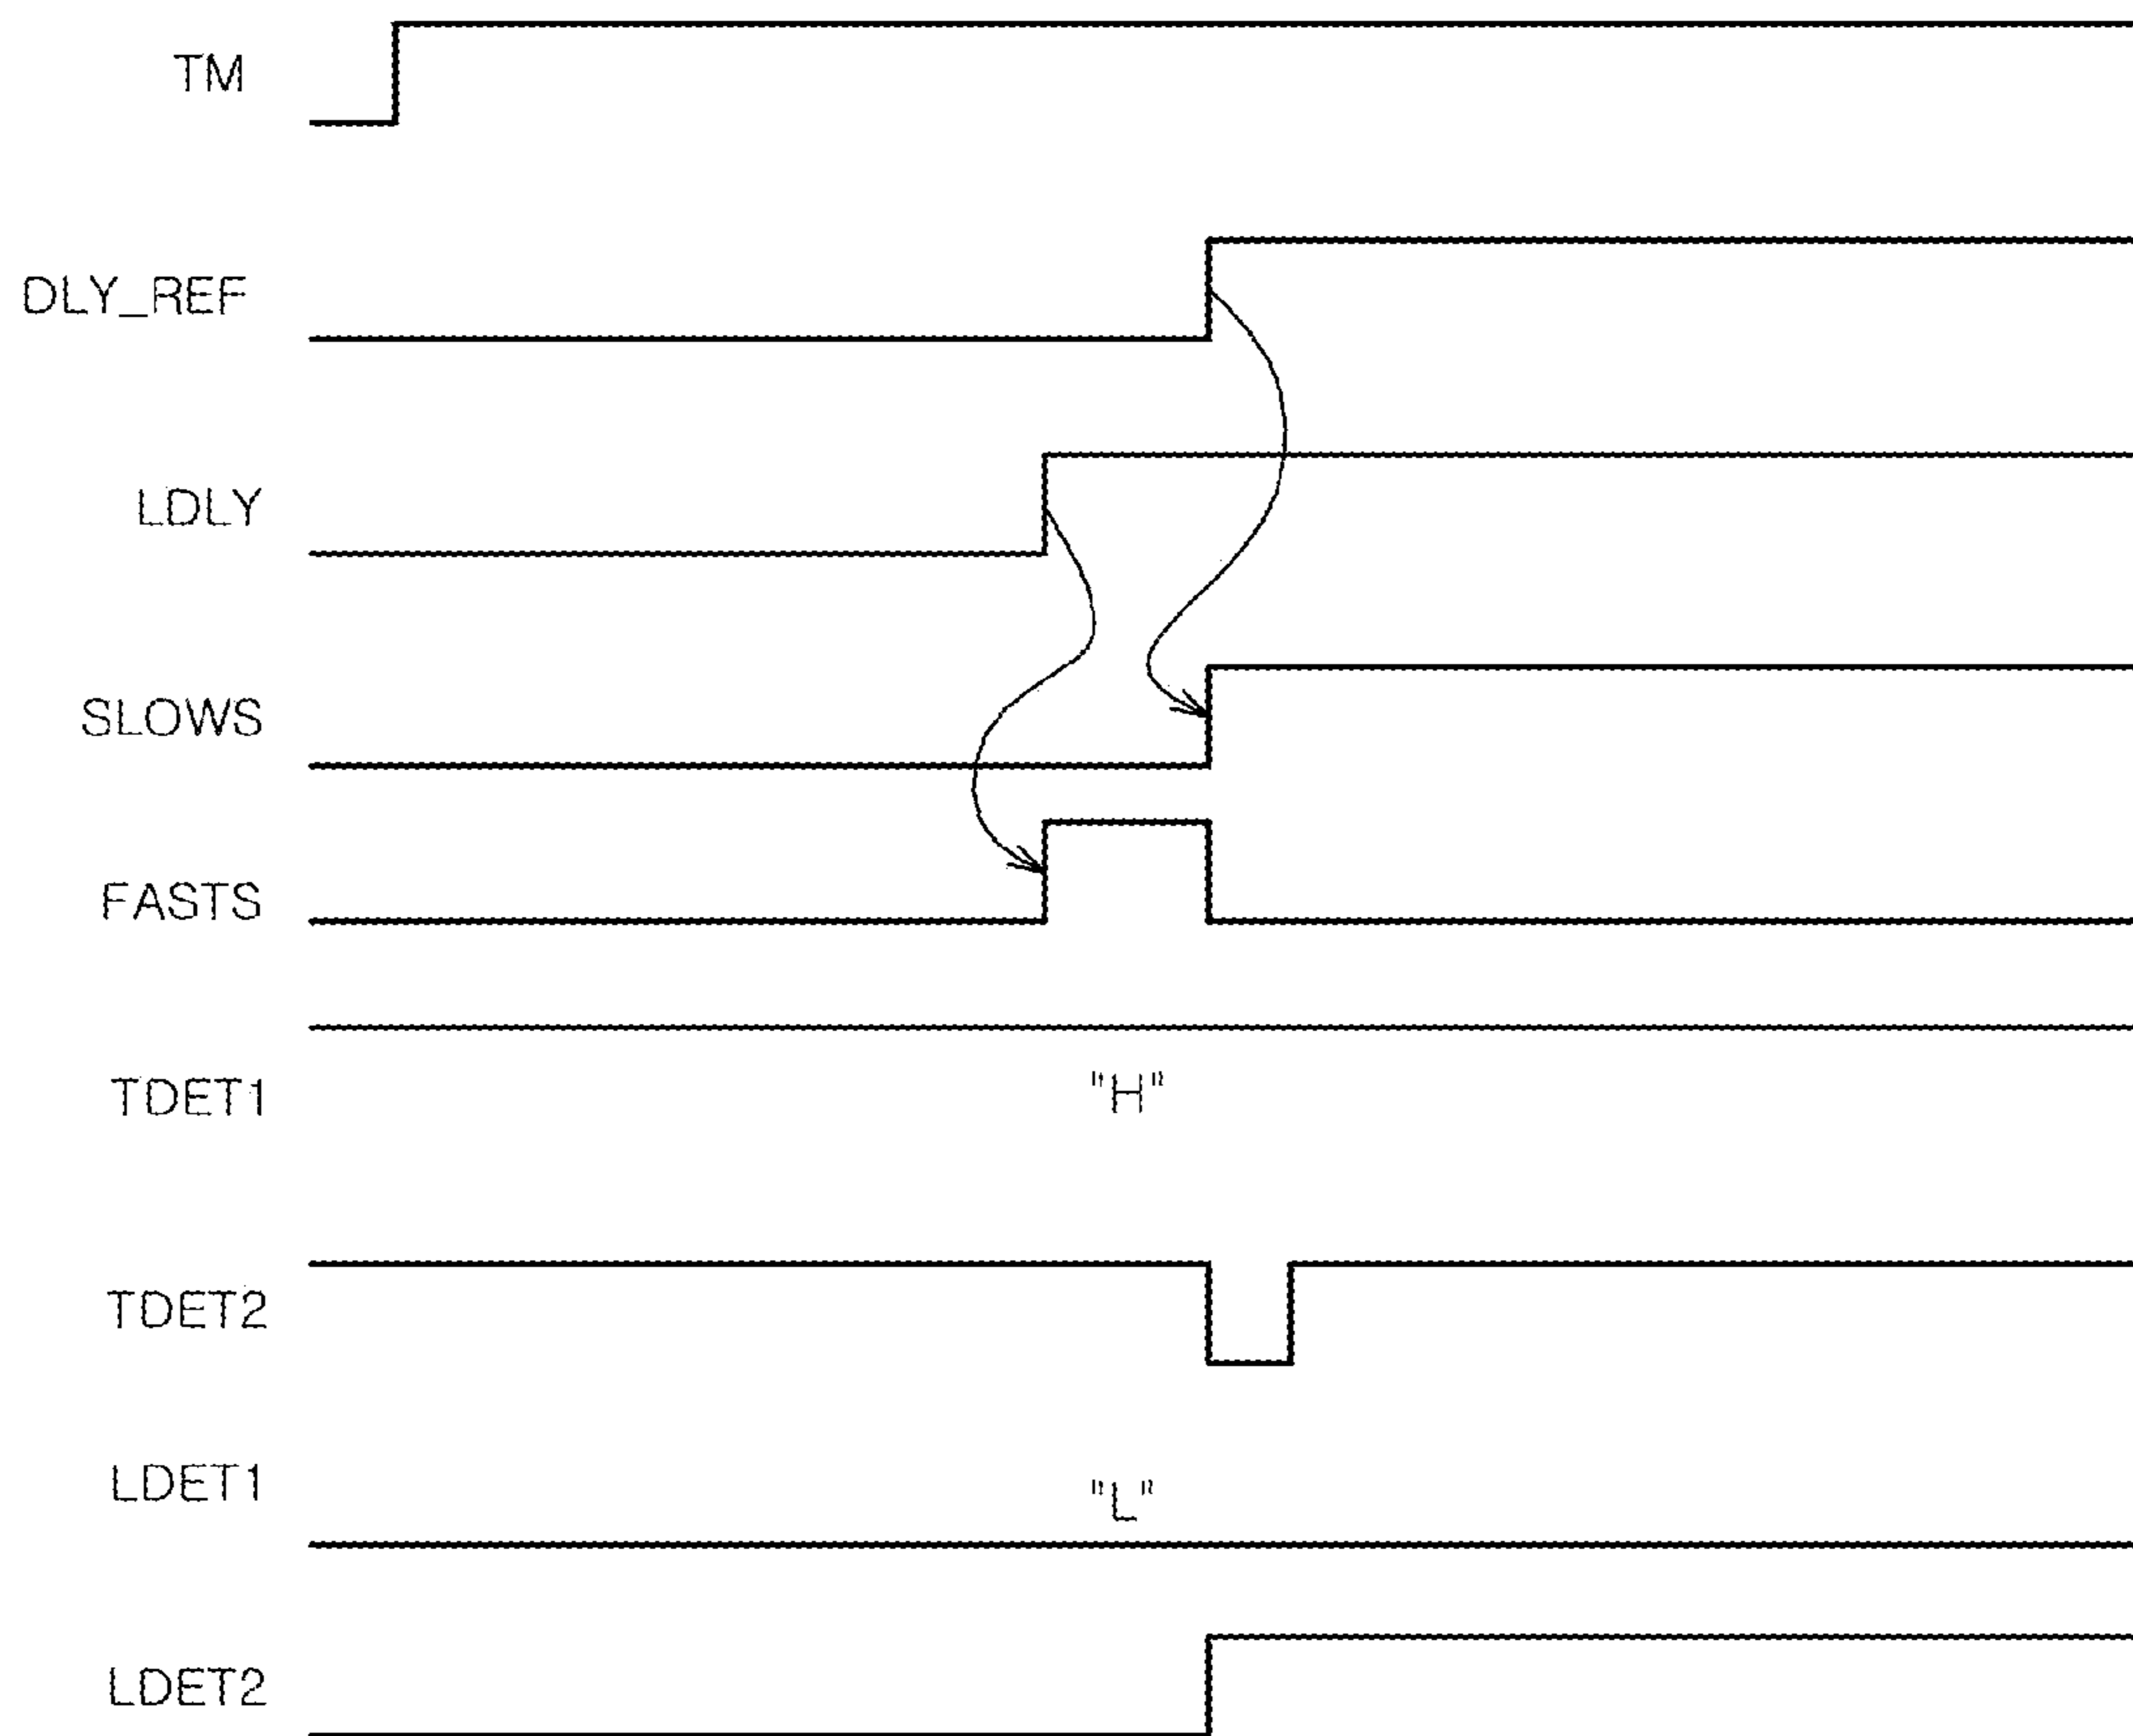 TM
DLY_REF
LDLY
SLOWS
FASTS
TDET1
"H"
TDET2
LDET1
"L"
LDET2